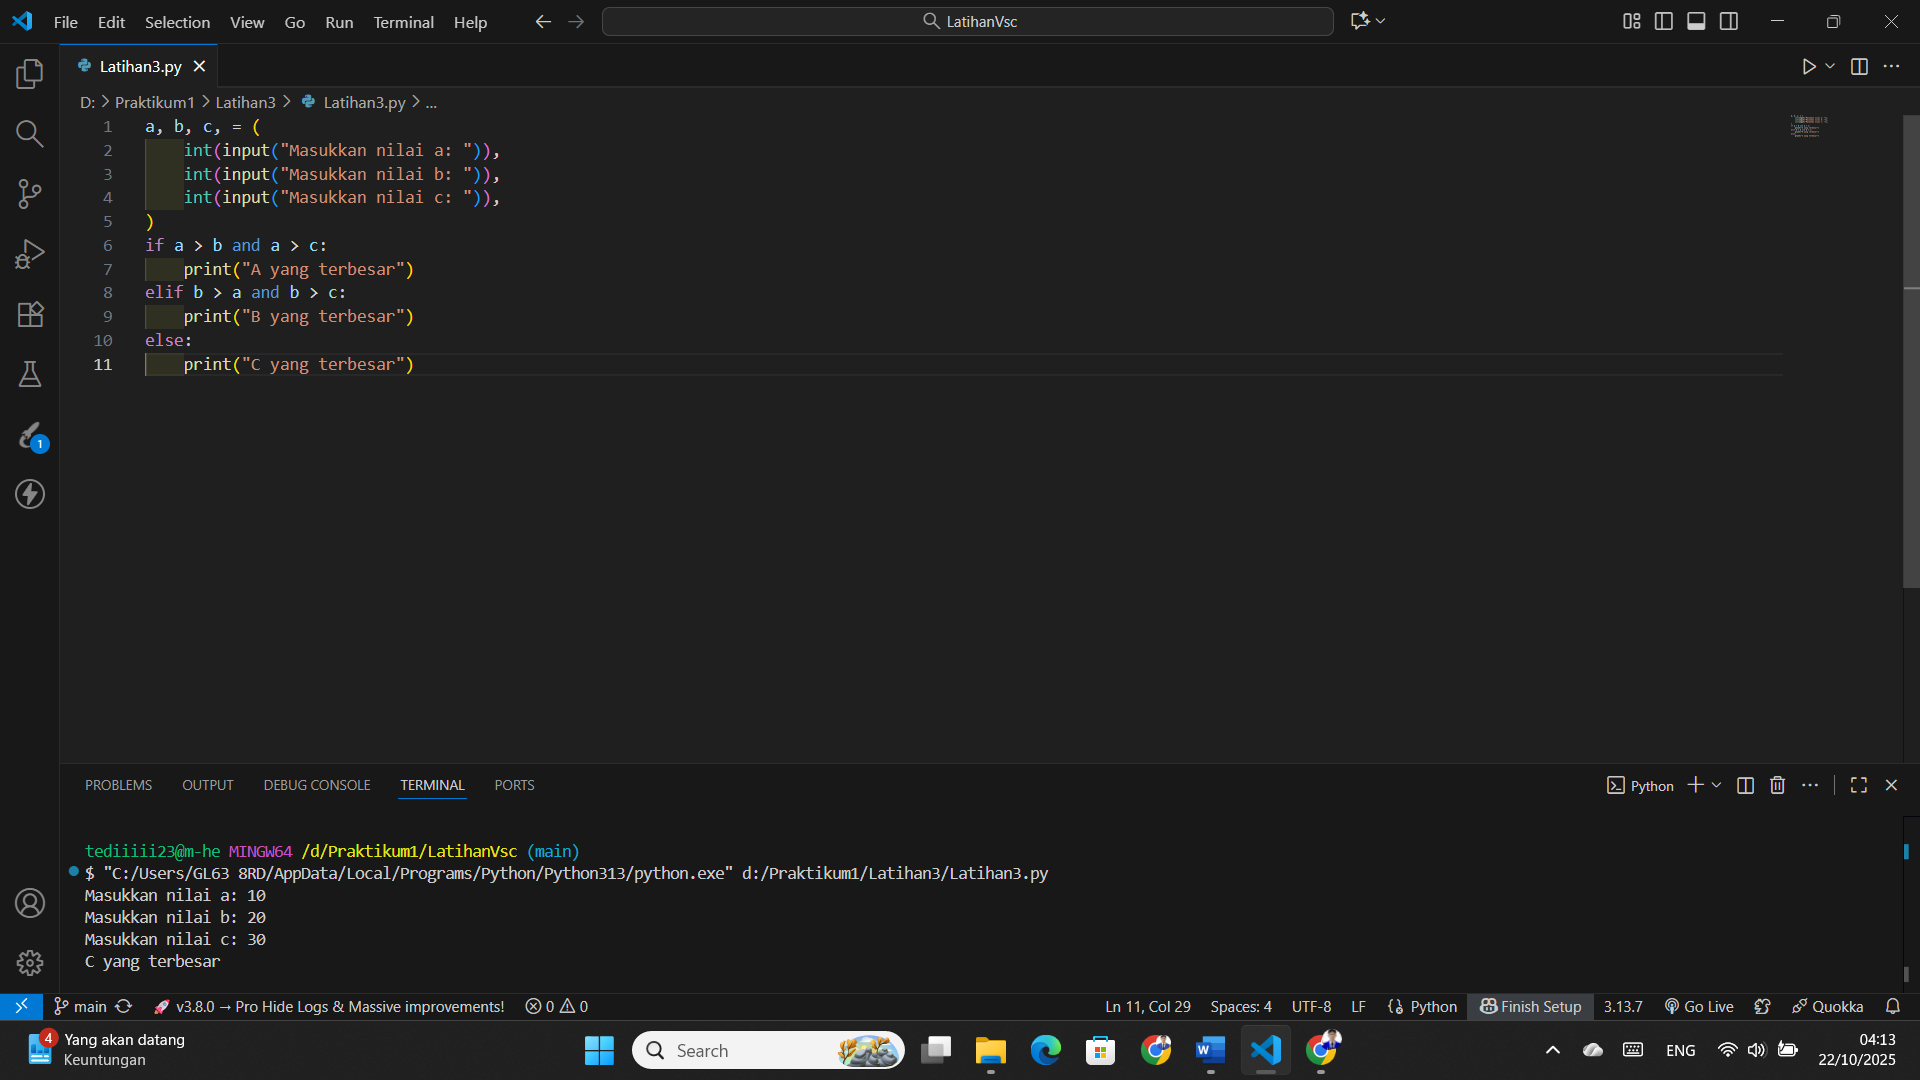 File Edit Selection View Go Run Terminal Help LatihanVsc
Latihan3.py
D: > Praktikum1 > Latihan3 > Latihan3.py > ...
1 a, b, c, = (
2 int(input("Masukkan nilai a: ")),
3 int(input("Masukkan nilai b: ")),
4 int(input("Masukkan nilai c: ")),
5 )
6 if a > b and a > c:
7 print("A yang terbesar")
8 elif b > a and b > c:
9 print("B yang terbesar")
10 else:
11 print("C yang terbesar")
1
PROBLEMS OUTPUT DEBUG CONSOLE TERMINAL PORTS Python
tediiiii23@m-he MINGW64 /d/Praktikum1/LatihanVsc (main)
$ "C:/Users/GL63 8RD/AppData/Local/Programs/Python/Python313/python.exe" d:/Praktikum1/Latihan3/Latihan3.py
Masukkan nilai a: 10
Masukkan nilai b: 20
Masukkan nilai c: 30
C yang terbesar
main v3.8.0 → Pro Hide Logs & Massive improvements! 0 0 Ln 11, Col 29 Spaces: 4 UTF-8 LF Python Finish Setup 3.13.7 Go Live Quokka
4 Yang akan datang
Keuntungan
Search
ENG
04:13
22/10/2025